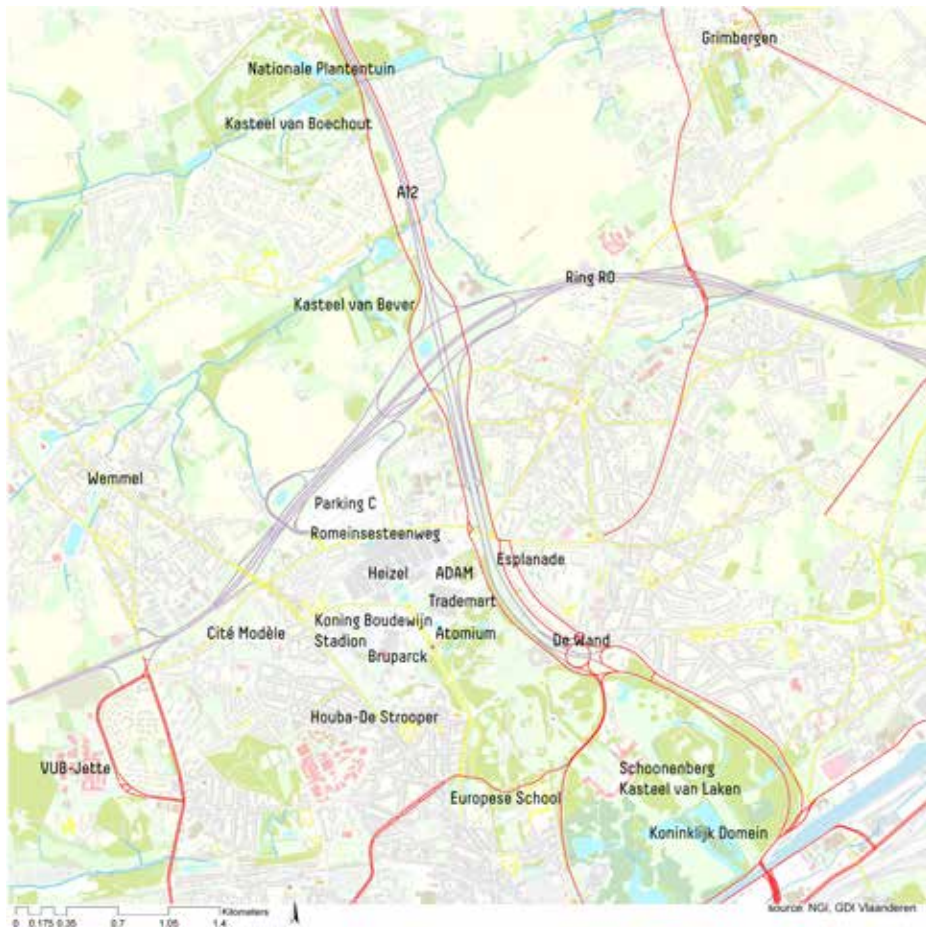 Grimbergen
Nationale Plantentuin
Kasteel van Boechout
A12
Ring R0
Kasteel van Bever
Wemmel
Parking C
Romeinsesteenweg
Esplanade
Heizel
ADAM
Trademart
Koning Boudewijn
Stadion
Cité Modèle
Atomium
De Wand
Bruparck
Houba-De Strooper
VUB-Jette
Schoonenberg
Kasteel van Laken
Europese School
Koninklijk Domein
Kilometers
0 0.175 0.35 0.7 1.05 1.4
source: NGI, GDI Vlaanderen